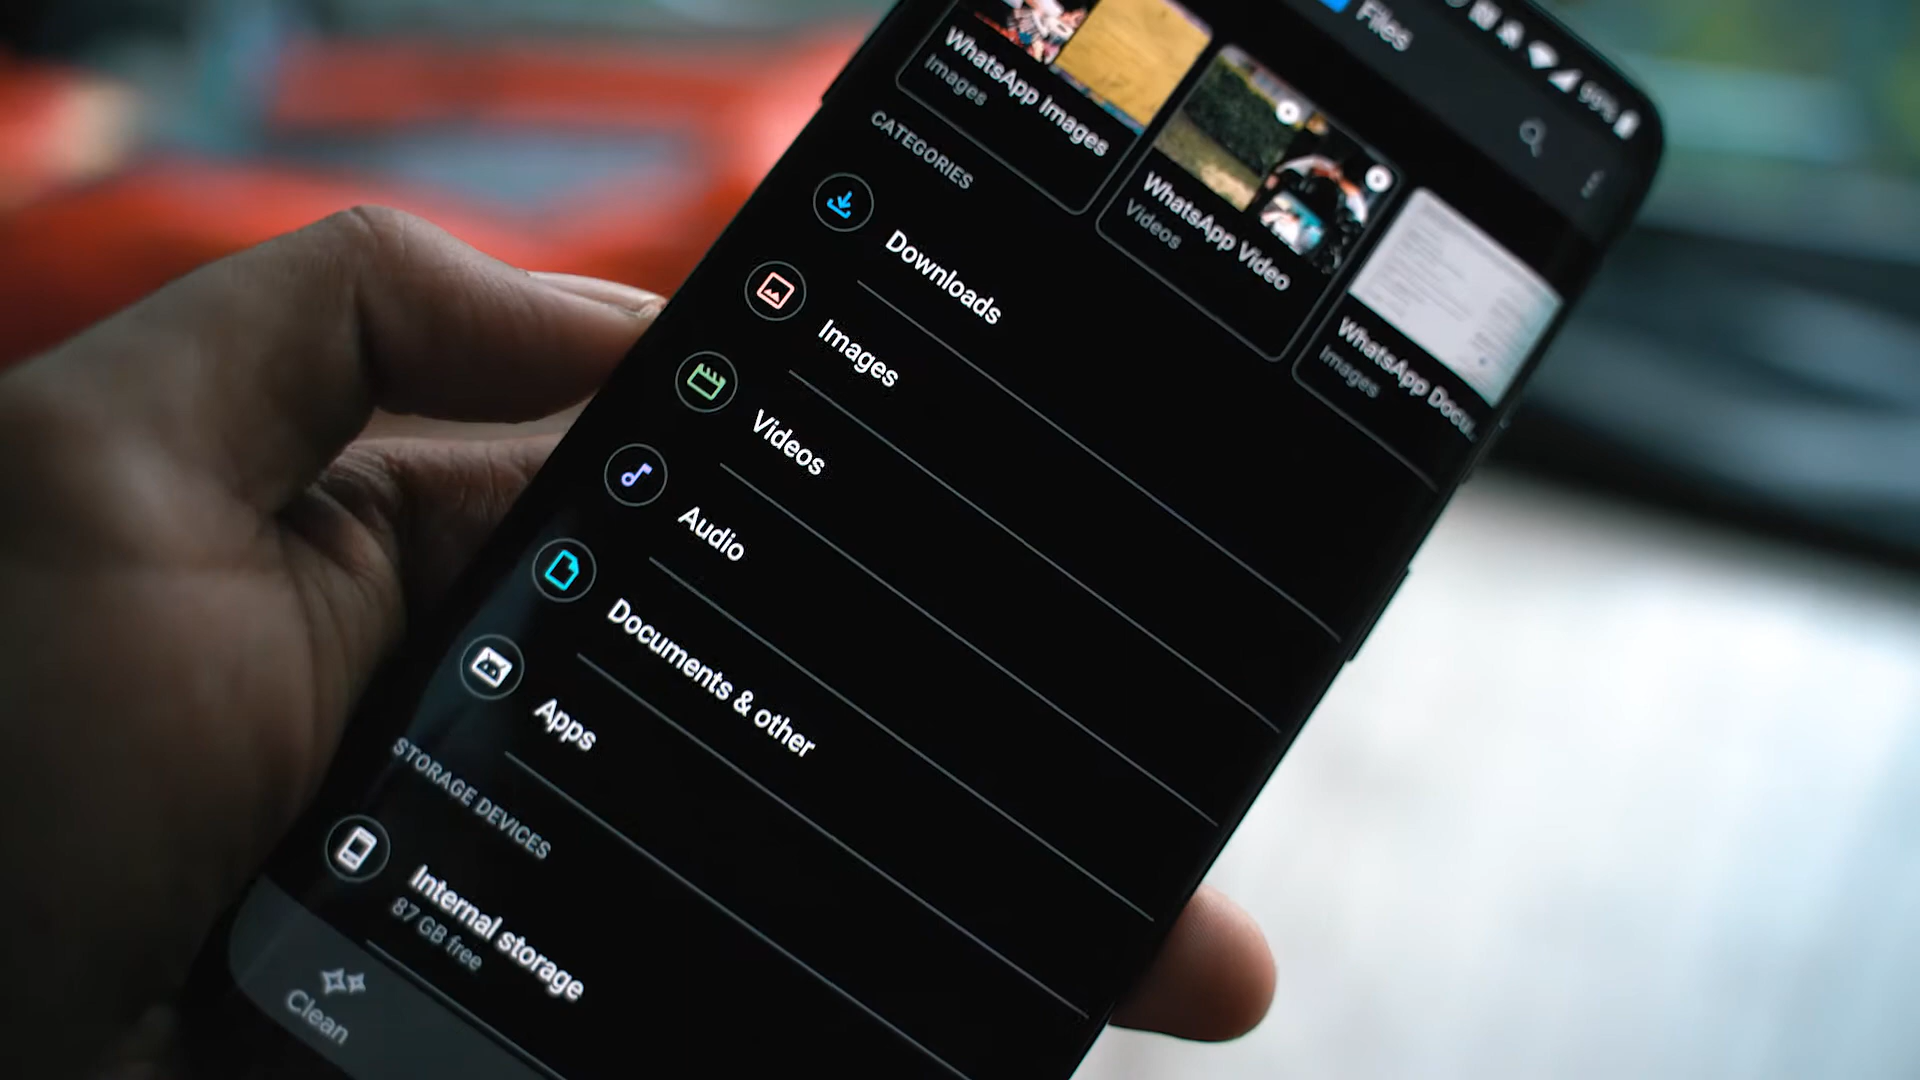 99%
Files
WhatsApp Images
Images
WhatsApp Video
Videos
WhatsApp Docu.
Images
CATEGORIES
Downloads
Images
Videos
Audio
Documents & other
Apps
STORAGE DEVICES
Internal storage
87 GB free
Clean